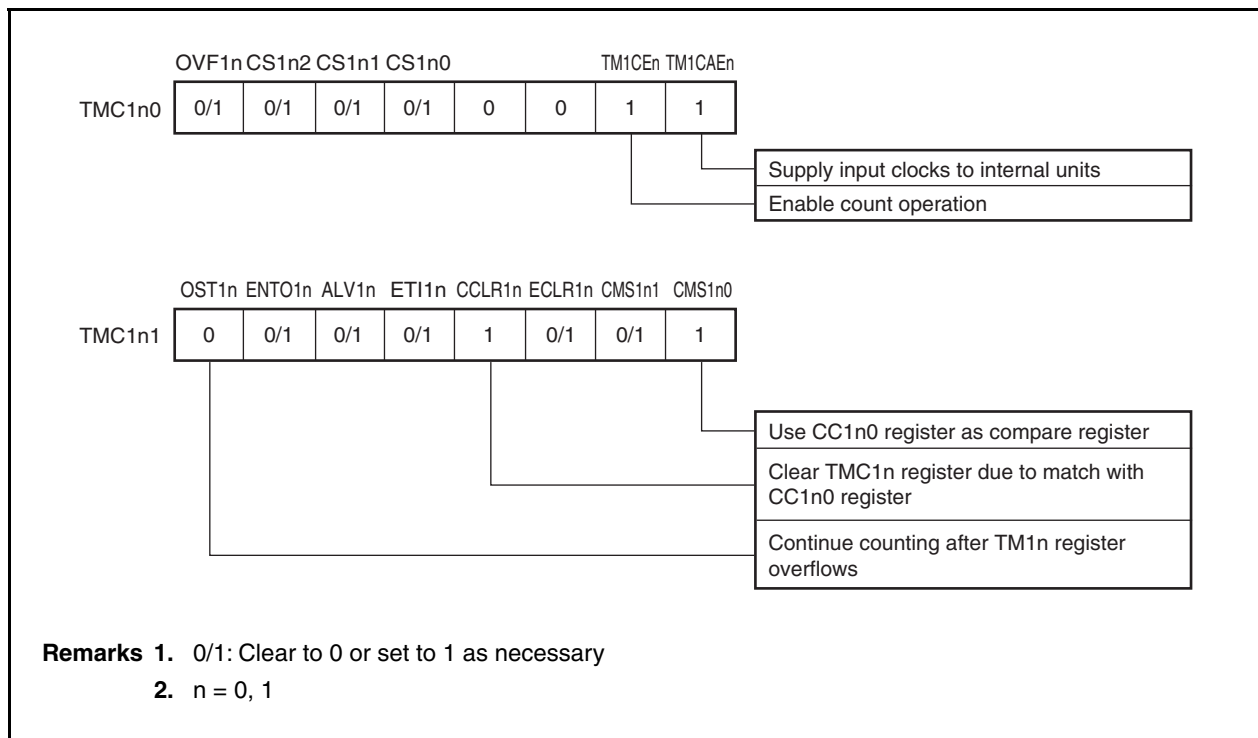 OVF1n CS1n2 CS1n1 CS1n0 TM1CEn TM1CAEn
TMC1n0 0/1 0/1 0/1 0/1 0 0 1 1
Supply input clocks to internal units
Enable count operation
OST1n ENTO1n ALV1n ETI1n CCLR1n ECLR1n CMS1n1 CMS1n0
TMC1n1 0 0/1 0/1 0/1 1 0/1 0/1 1
Use CC1n0 register as compare register
Clear TMC1n register due to match with
CC1n0 register
Continue counting after TM1n register
overflows
Remarks 1. 0/1: Clear to 0 or set to 1 as necessary
2. n = 0, 1